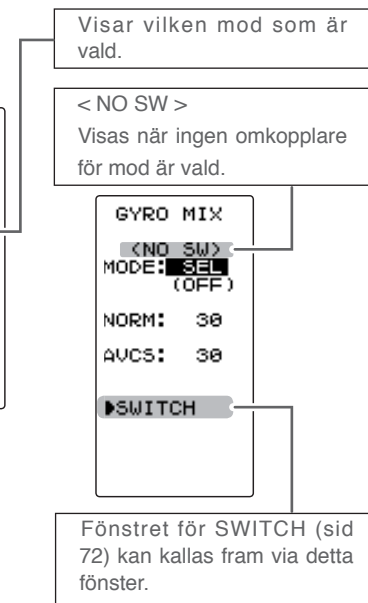 Visar vilken mod som är
vald.
< NO SW >
Visas när ingen omkopplare
för mod är vald.
GYRO MIX
<NO SW>
MODE: SEL
(OFF)
NORM: 30
AVCS: 30
▶SWITCH
Fönstret för SWITCH (sid
72) kan kallas fram via detta
fönster.